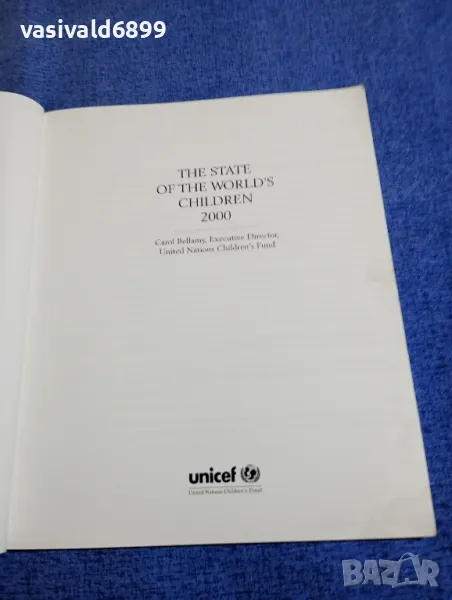 vasivald6899
THE STATE
OF THE WORLD'S
CHILDREN
2000
Carol Bellamy, Executive Director,
United Nations Children's Fund
unicef
United Nations Children's Fund
BAZAR